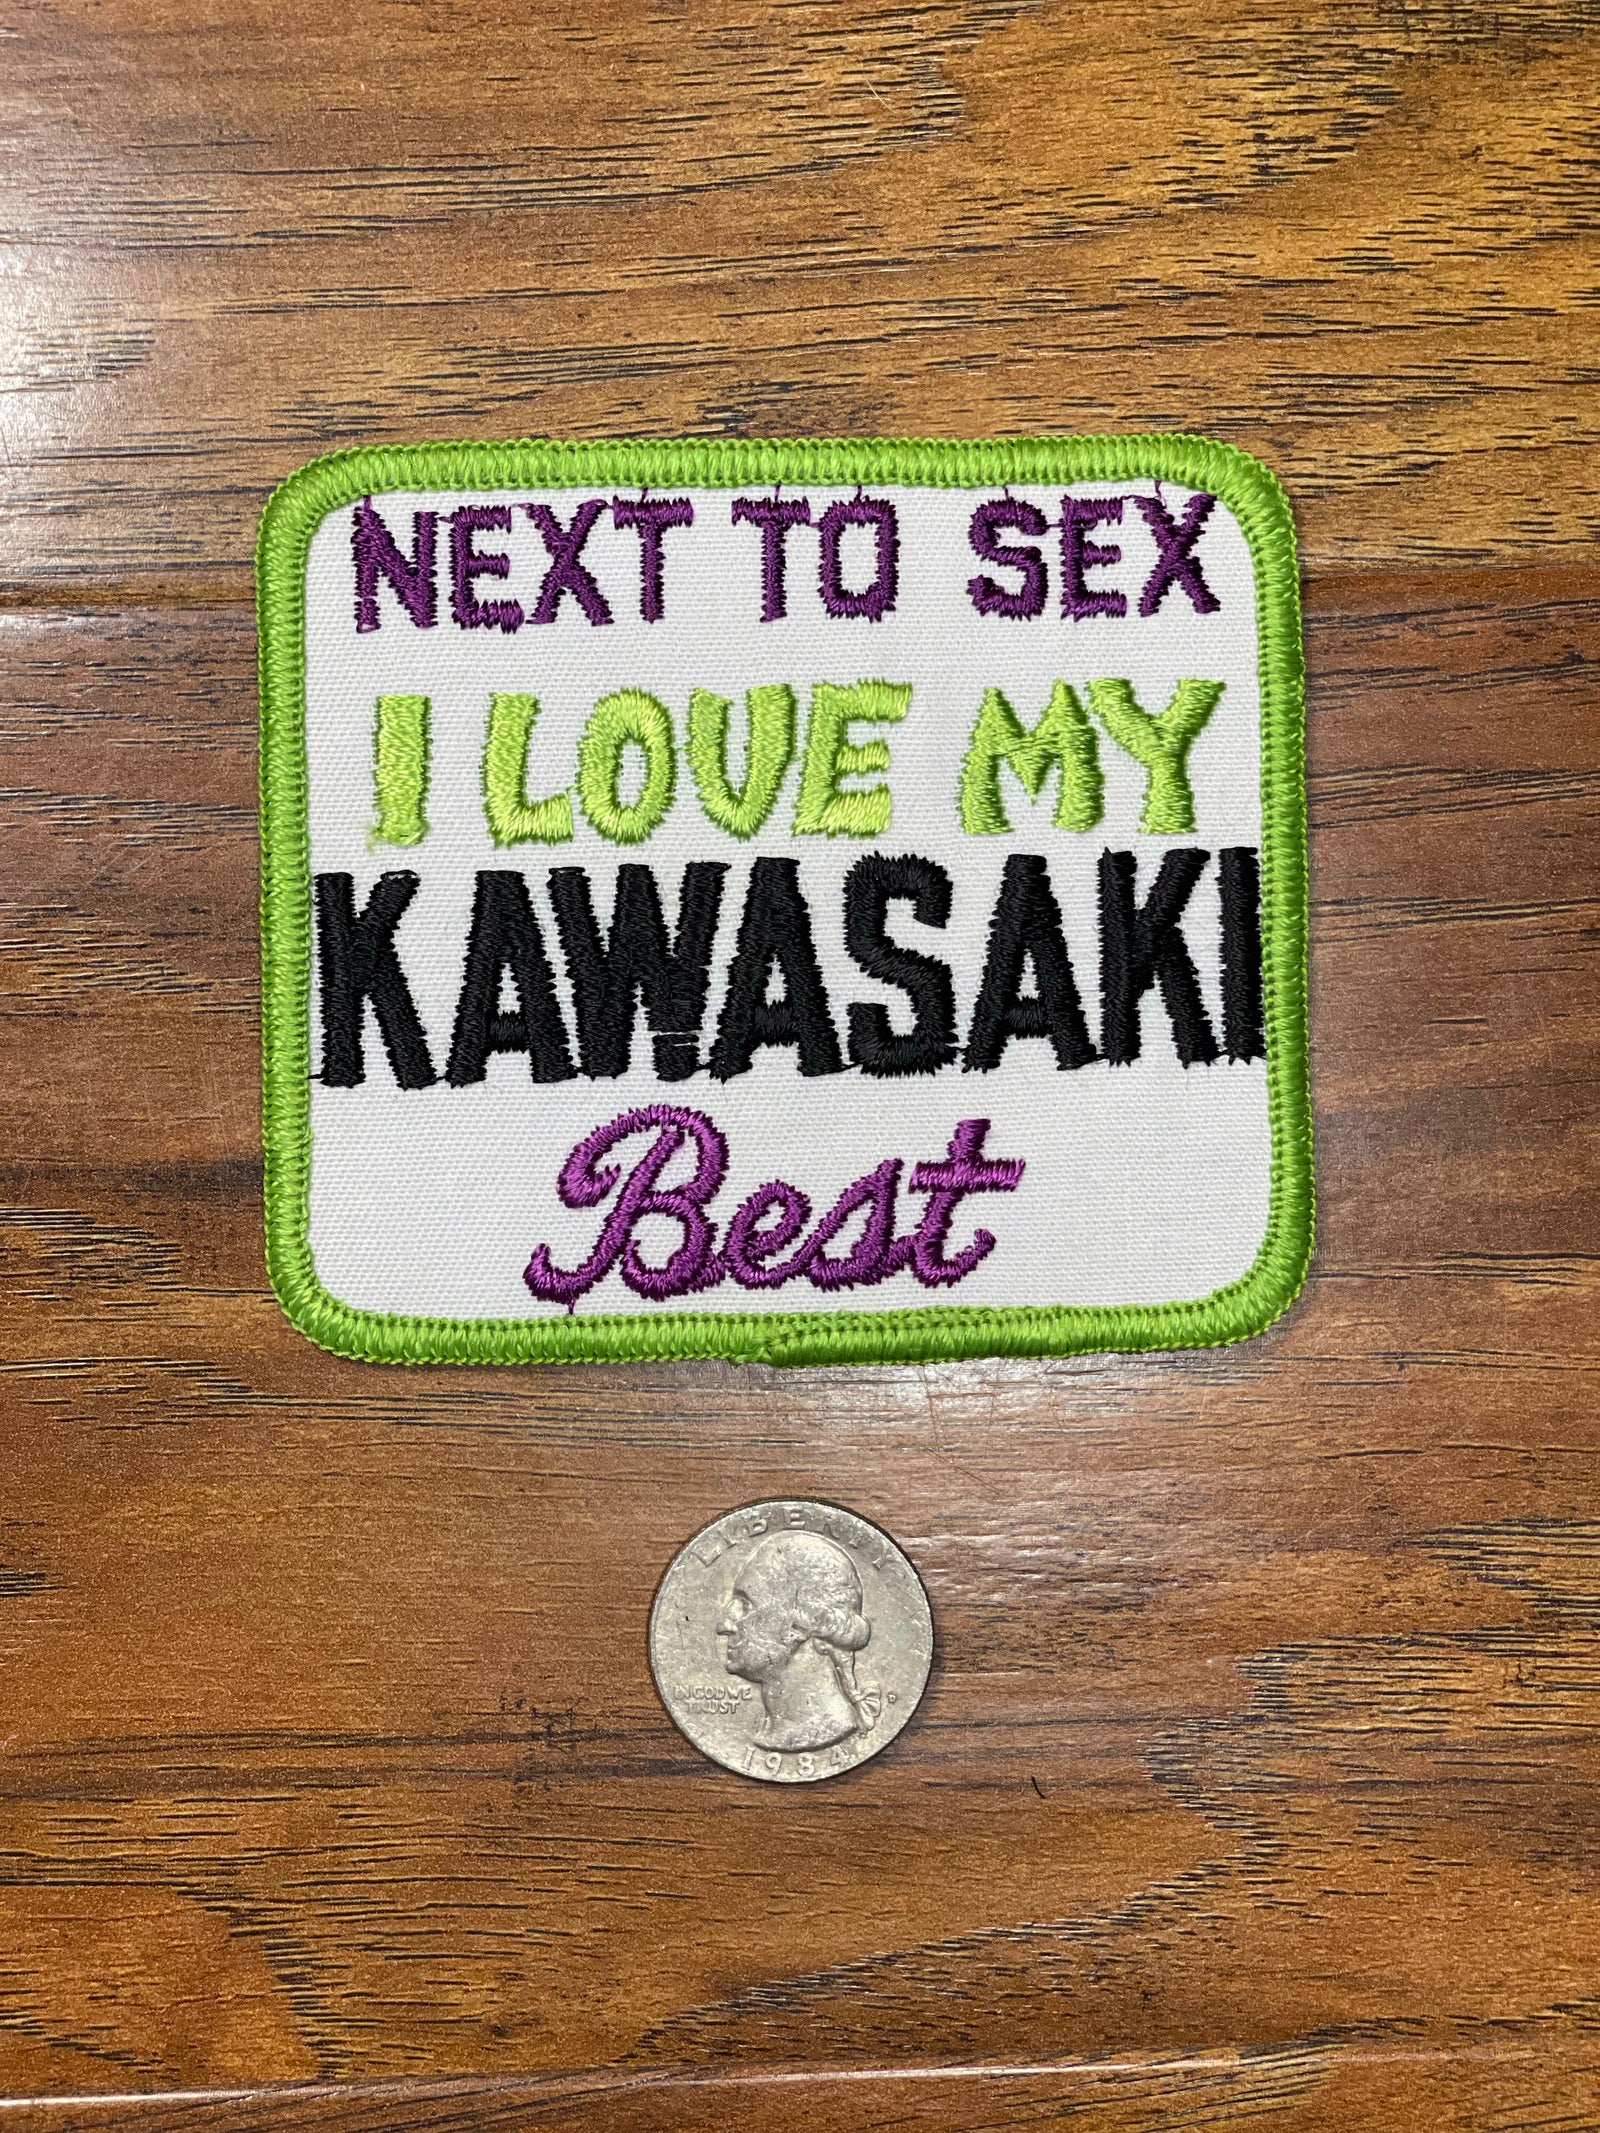 NEXT TO SEX
I LOVE MY
KAWASAKI
Best
LIBERTY
IN GOD WE
TRUST
D
1984